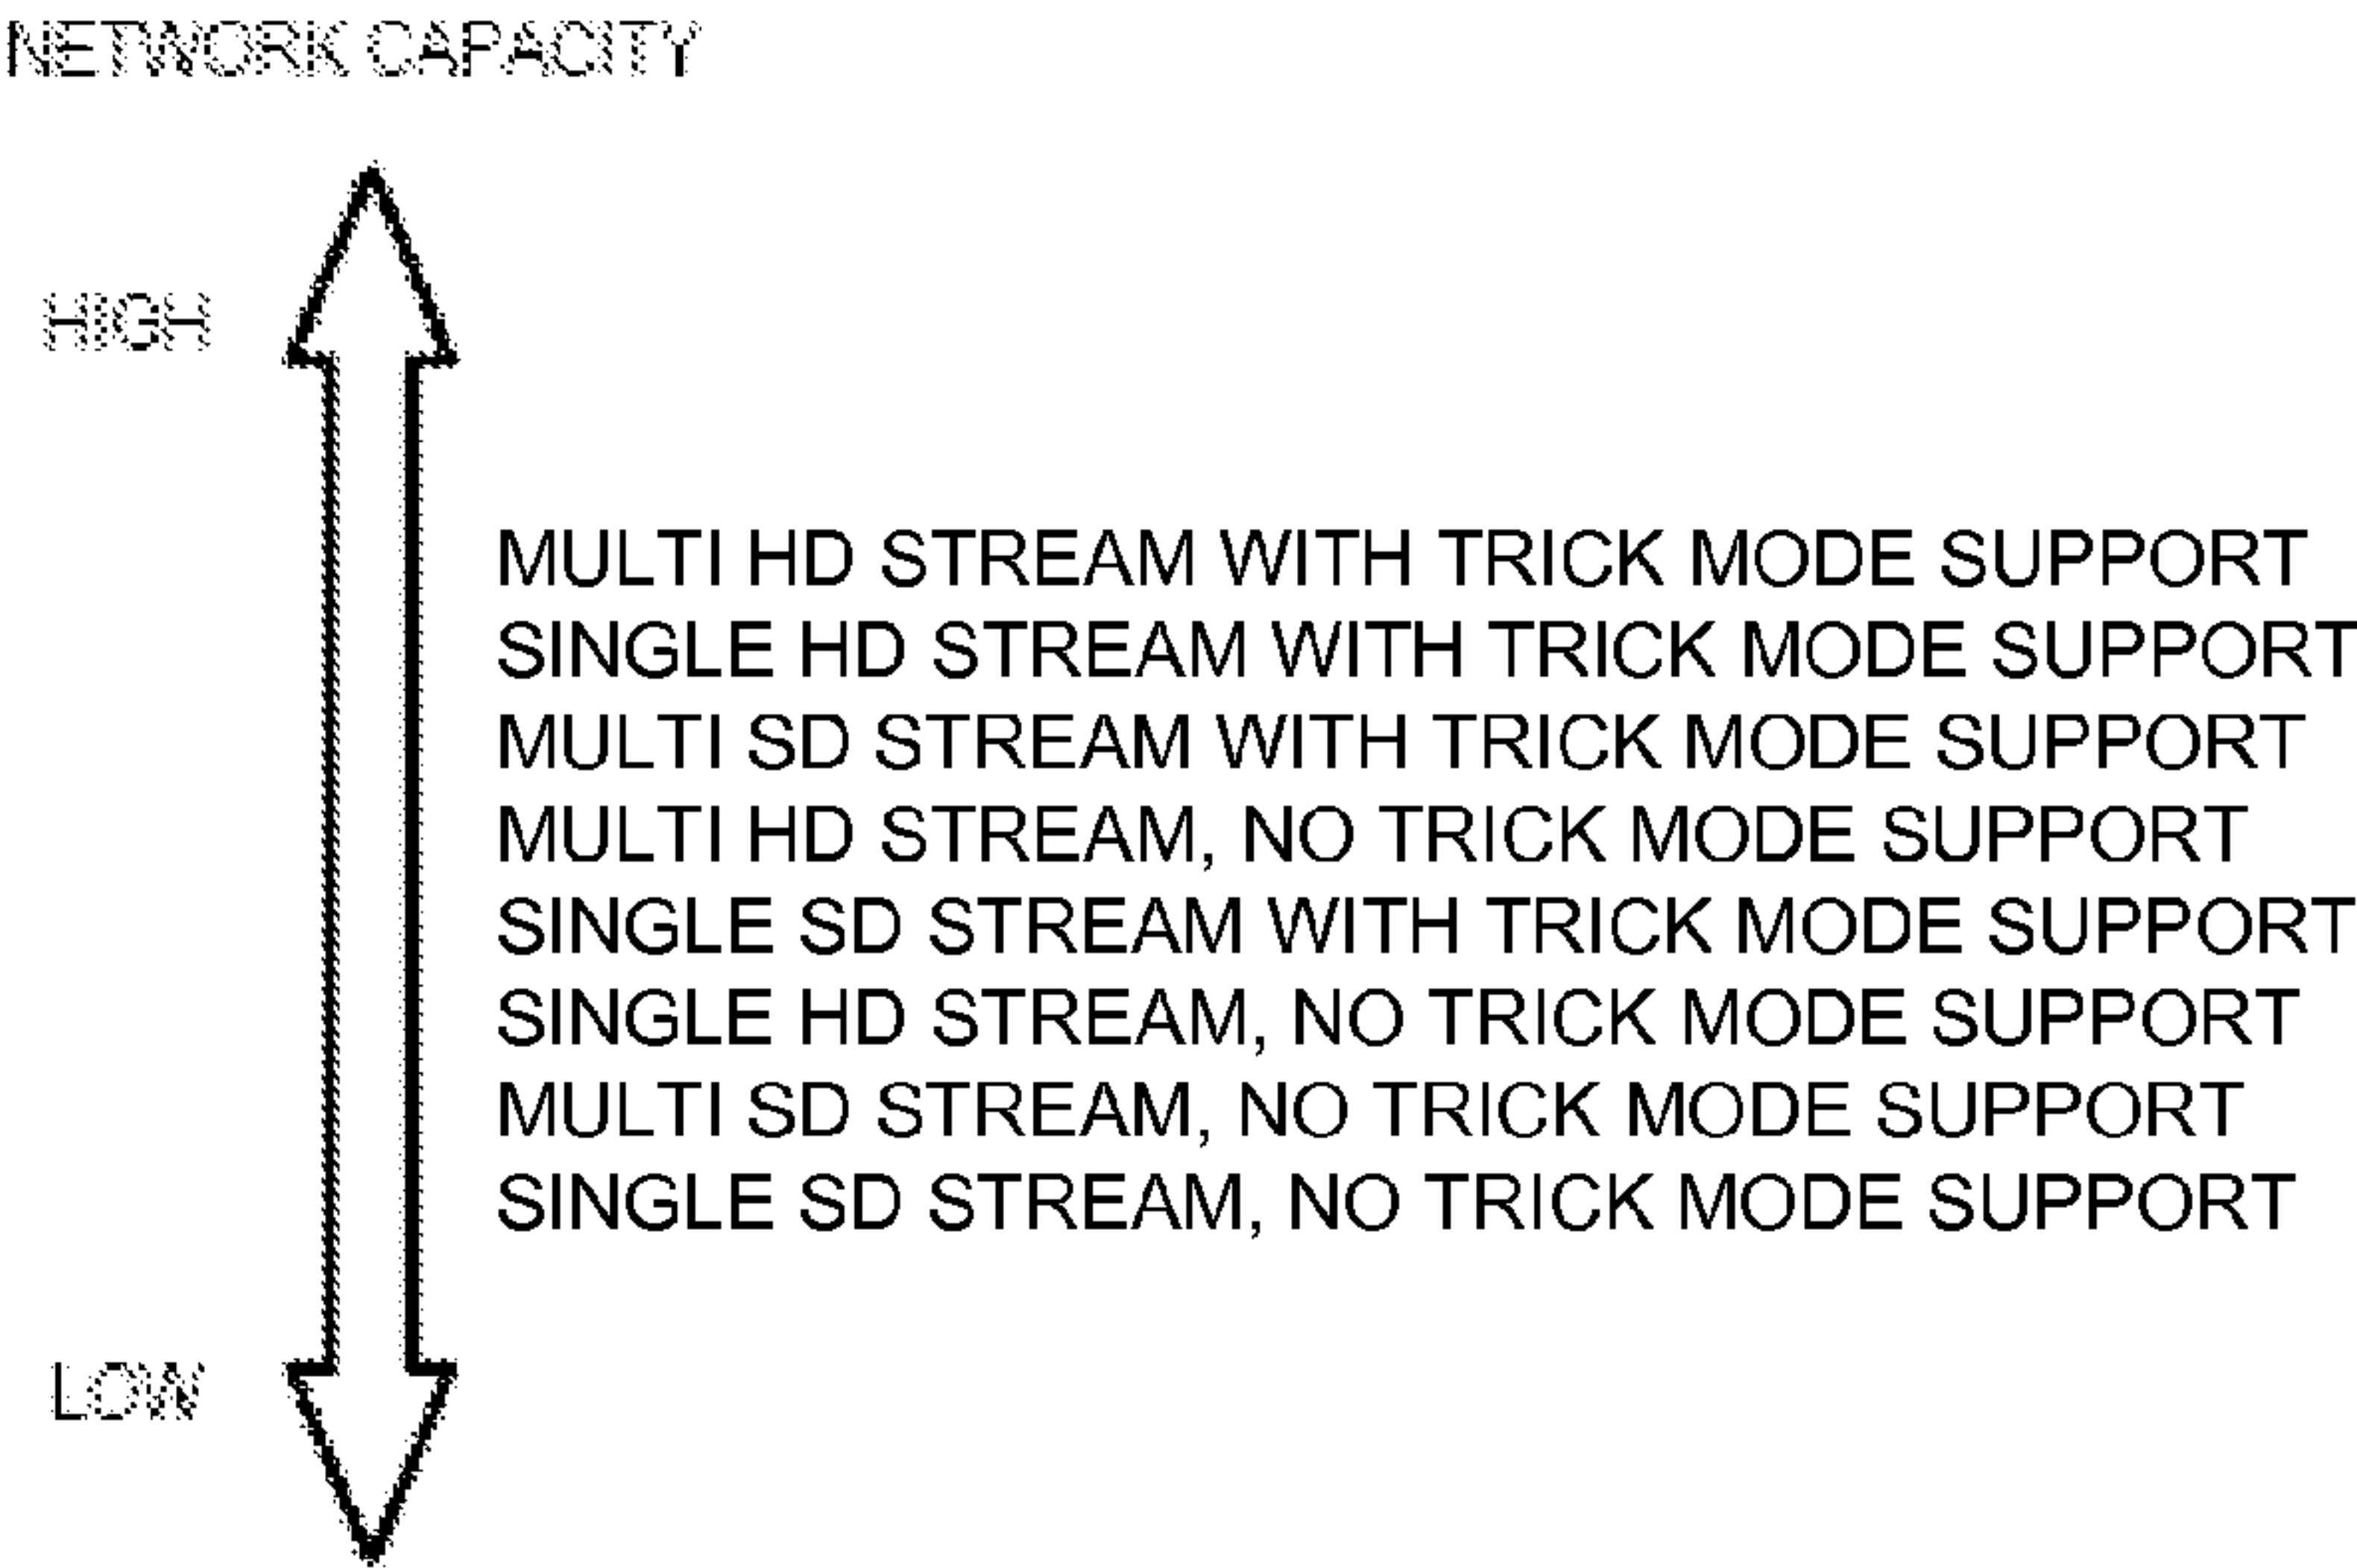 NETWORK CAPACITY
HIGH
MULTI HD STREAM WITH TRICK MODE SUPPORT
SINGLE HD STREAM WITH TRICK MODE SUPPORT
MULTI SD STREAM WITH TRICK MODE SUPPORT
MULTI HD STREAM, NO TRICK MODE SUPPORT
SINGLE SD STREAM WITH TRICK MODE SUPPORT
SINGLE HD STREAM, NO TRICK MODE SUPPORT
MULTI SD STREAM, NO TRICK MODE SUPPORT
SINGLE SD STREAM, NO TRICK MODE SUPPORT
LOW